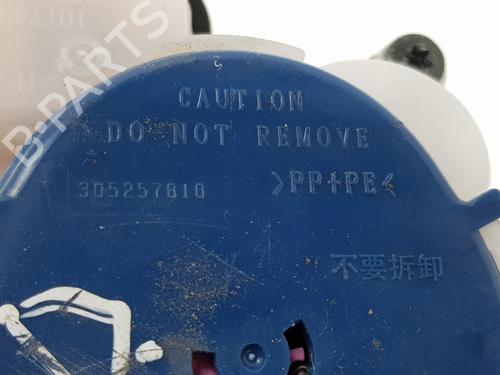 CAUTION
DO NOT REMOVE
305257810
>PP+PE<
不要拆卸
B-PARTS